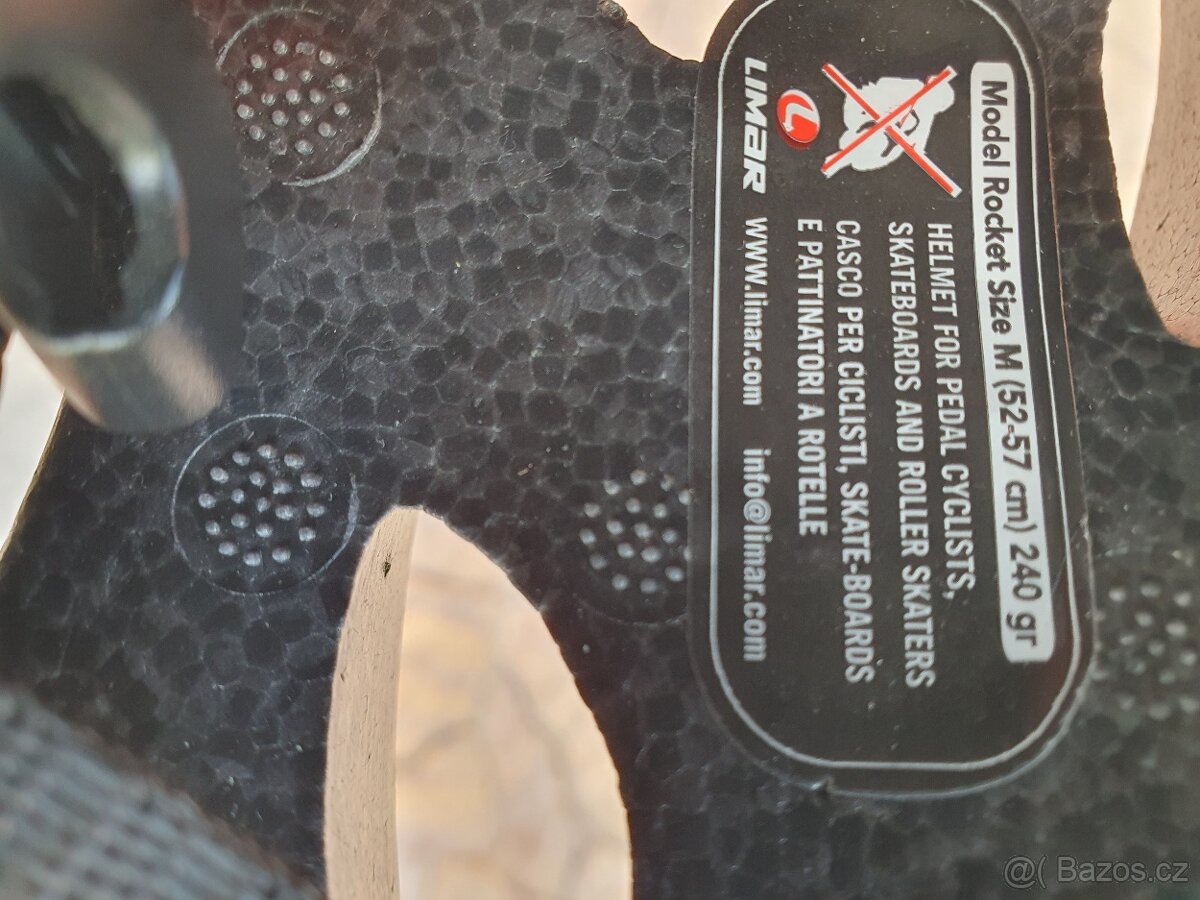 Model Rocket Size M (52-57 cm) 240 gr
HELMET FOR PEDAL CYCLISTS,
SKATEBOARDS AND ROLLER SKATERS
CASCO PER CICLISTI, SKATE-BOARDS
E PATTINATORI A ROTELLE
LIMAR www.limar.com info@limar.com
@( Bazos.cz